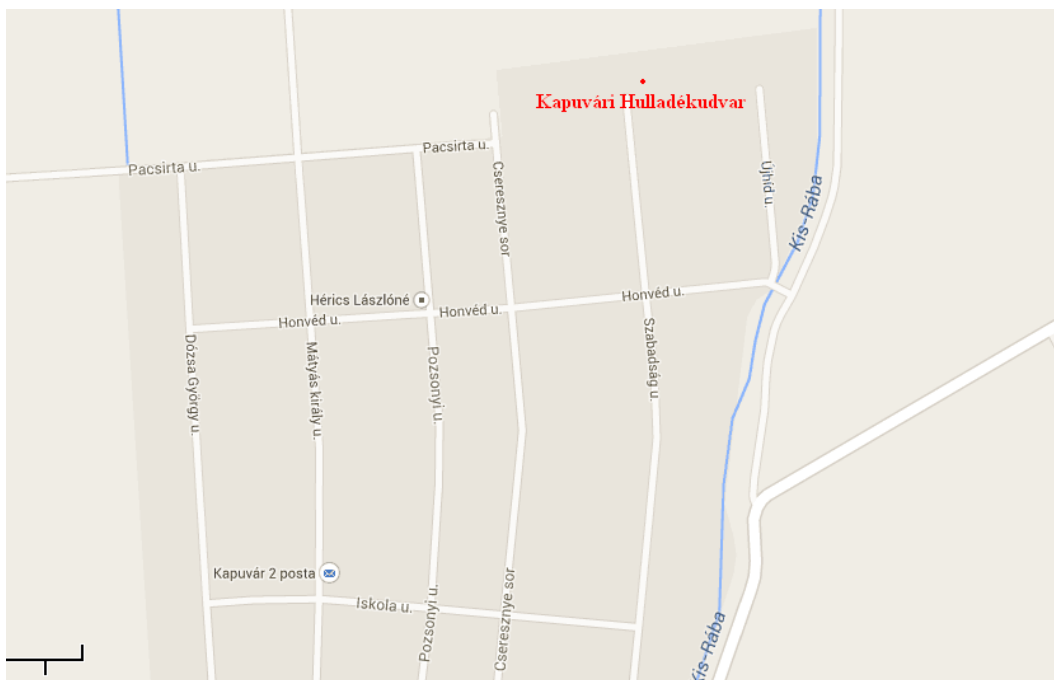 Kapuvári Hulladékudvar
Pacsirta u.
Pacsirta u.
Cseresznye sor
Újhíd u.
Kis-Rába
Hérics Lászlóné
Honvéd u.
Honvéd u.
Honvéd u.
Dózsa György u.
Mátyás király u.
Pozsonyi u.
Szabadság u.
Kapuvár 2 posta
Iskola u.
Pozsonyi u.
Cseresznye sor
Kis-Rába